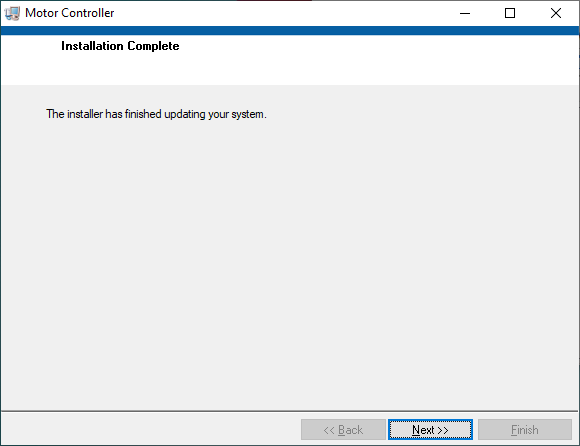 Motor Controller
Installation Complete
The installer has finished updating your system.
<< Back Next >> Finish